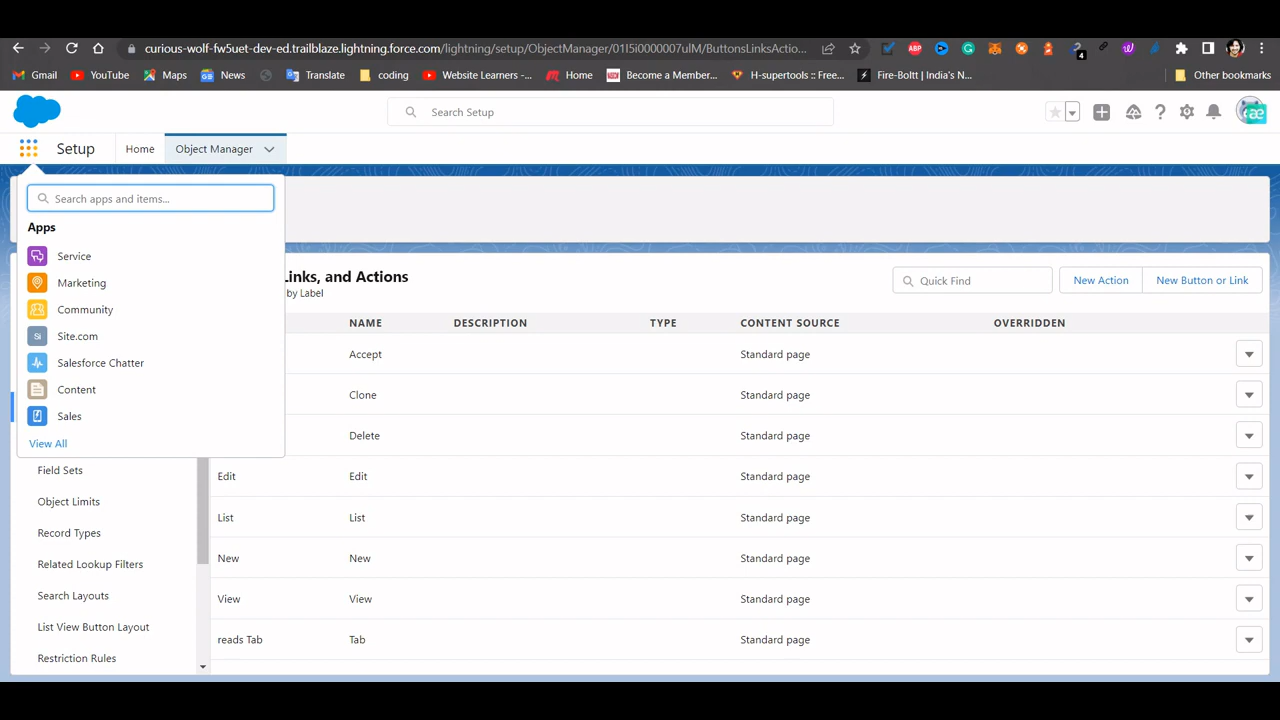 curious-wolf-fw5uet-dev-ed.trailblaze.lightning.force.com/lightning/setup/ObjectManager/01I5i0000007ulM/ButtonsLinksActio...
4
Gmail YouTube Maps News Translate coding Website Learners -... Home Become a Member... H-supertools :: Free... Fire-Boltt | India's N... Other bookmarks
Search Setup
Setup Home Object Manager
Search apps and items...
Apps
Service
Marketing
Community
Si Site.com
Salesforce Chatter
Content
Sales
View All
Field Sets
Object Limits
Record Types
Related Lookup Filters
Search Layouts
List View Button Layout
Restriction Rules
Links, and Actions
by Label
Quick Find New Action New Button or Link
NAME DESCRIPTION TYPE CONTENT SOURCE OVERRIDDEN
Accept Standard page
Clone Standard page
Delete Standard page
Edit Edit Standard page
List List Standard page
New New Standard page
View View Standard page
reads Tab Tab Standard page